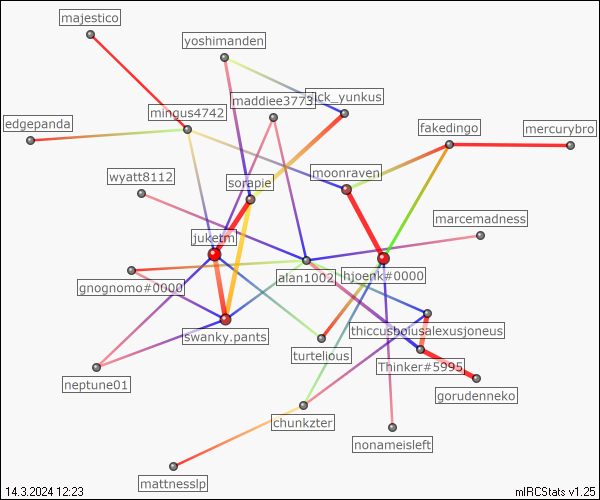 majestico
yoshimanden
maddiee3773
ick_yunkus
mingus4742
edgepanda
fakedingo
mercurybro
wyatt8112
sorapie
moonraven
marcemadness
juketm
alan1002
hjoenk#0000
gnognomo#0000
swanky.pants
thiccusboiusalexusjoneus
turtelious
Thinker#5995
neptune01
gorudenneko
chunkzter
nonameisleft
mattnesslp
14.3.2024 12:23
mIRCStats v1.25